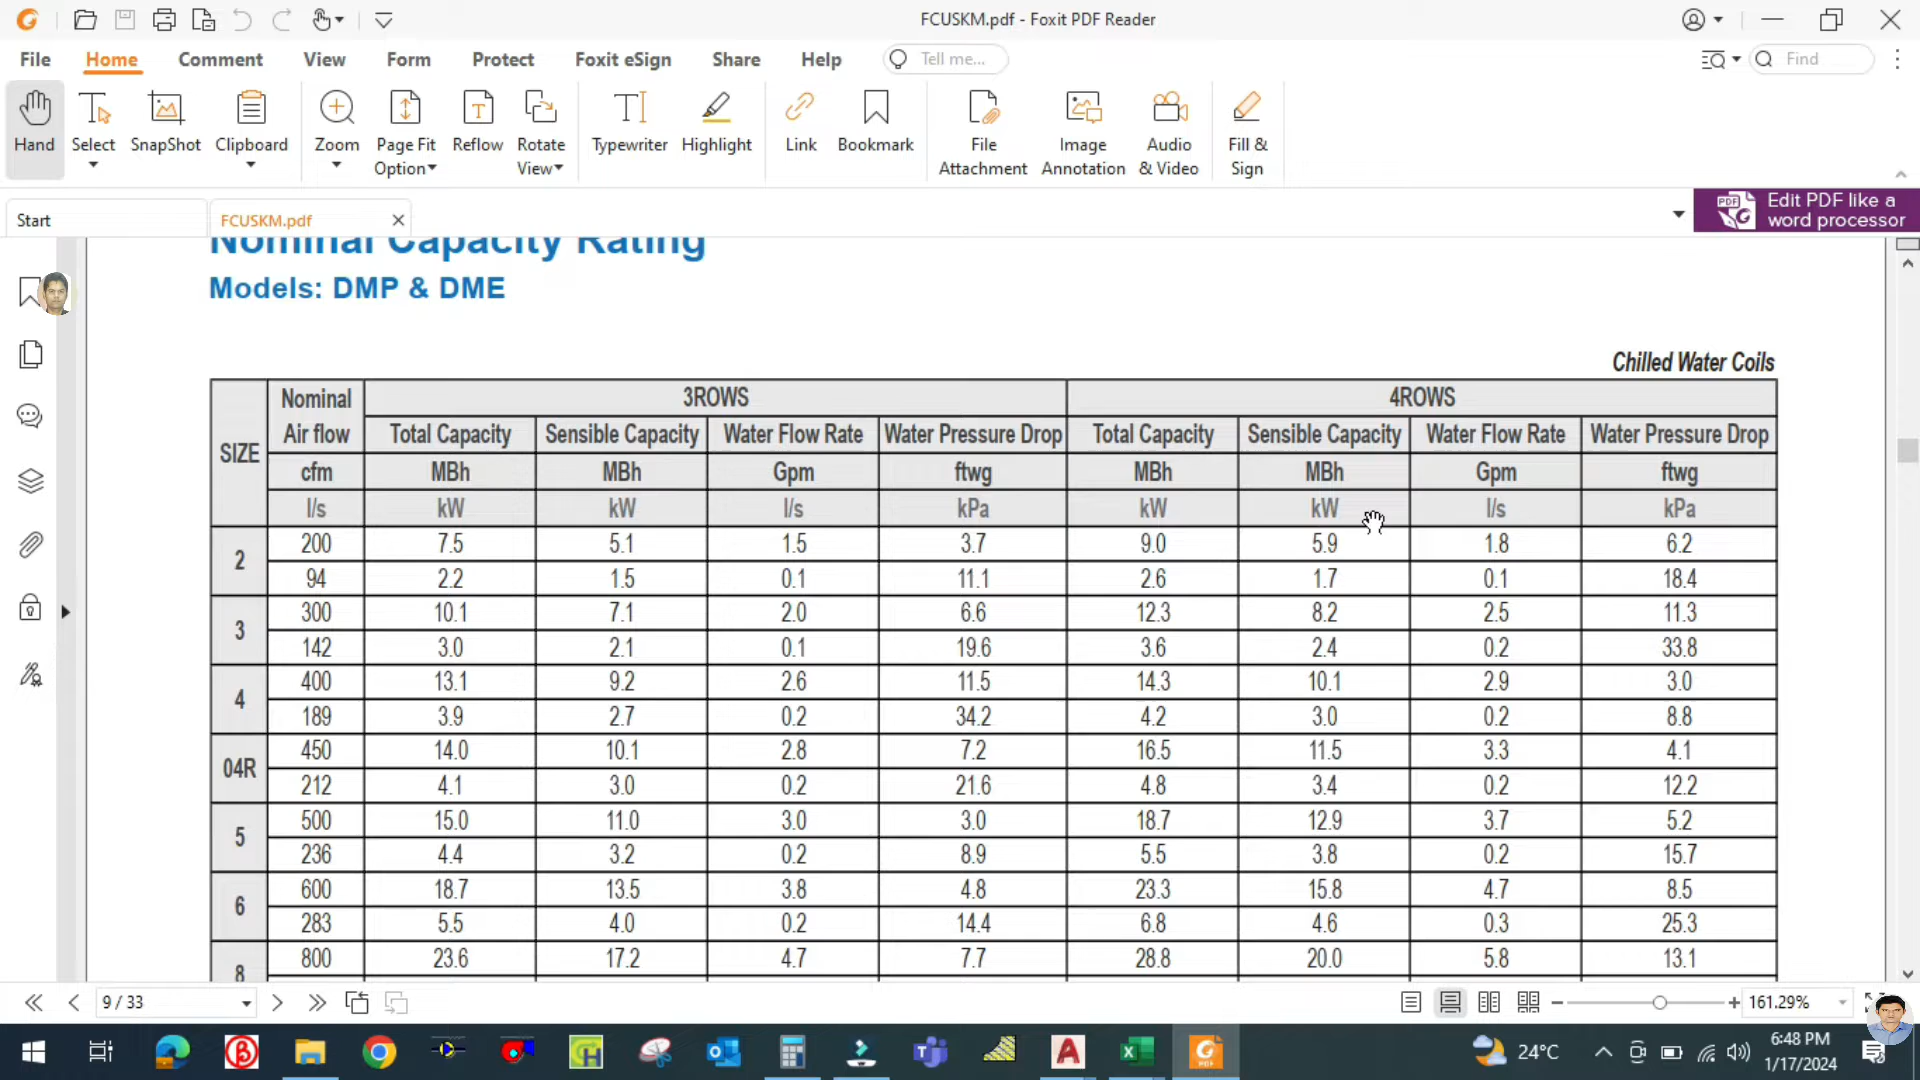 FCUSKM.pdf - Foxit PDF Reader
File Home Comment View Form Protect Foxit eSign Share Help Tell me... Find
Hand Select SnapShot Clipboard Zoom Page Fit Option Reflow Rotate View Typewriter Highlight Link Bookmark File Attachment Image Annotation Audio & Video Fill & Sign
Start FCUSKM.pdf Edit PDF like a
word processor
Nominal Capacity Rating
Models: DMP & DME
Chilled Water Coils
SIZE Nominal Air flow 3ROWS 4ROWS
Total Capacity Sensible Capacity Water Flow Rate Water Pressure Drop Total Capacity Sensible Capacity Water Flow Rate Water Pressure Drop
cfm MBh MBh Gpm ftwg MBh MBh Gpm ftwg
l/s kW kW l/s kPa kW kW l/s kPa
2 200 7.5 5.1 1.5 3.7 9.0 5.9 1.8 6.2
94 2.2 1.5 0.1 11.1 2.6 1.7 0.1 18.4
3 300 10.1 7.1 2.0 6.6 12.3 8.2 2.5 11.3
142 3.0 2.1 0.1 19.6 3.6 2.4 0.2 33.8
4 400 13.1 9.2 2.6 11.5 14.3 10.1 2.9 3.0
189 3.9 2.7 0.2 34.2 4.2 3.0 0.2 8.8
04R 450 14.0 10.1 2.8 7.2 16.5 11.5 3.3 4.1
212 4.1 3.0 0.2 21.6 4.8 3.4 0.2 12.2
5 500 15.0 11.0 3.0 3.0 18.7 12.9 3.7 5.2
236 4.4 3.2 0.2 8.9 5.5 3.8 0.2 15.7
6 600 18.7 13.5 3.8 4.8 23.3 15.8 4.7 8.5
283 5.5 4.0 0.2 14.4 6.8 4.6 0.3 25.3
8 800 23.6 17.2 4.7 7.7 28.8 20.0 5.8 13.1
9 / 33 161.29%
24°C 6:48 PM
1/17/2024